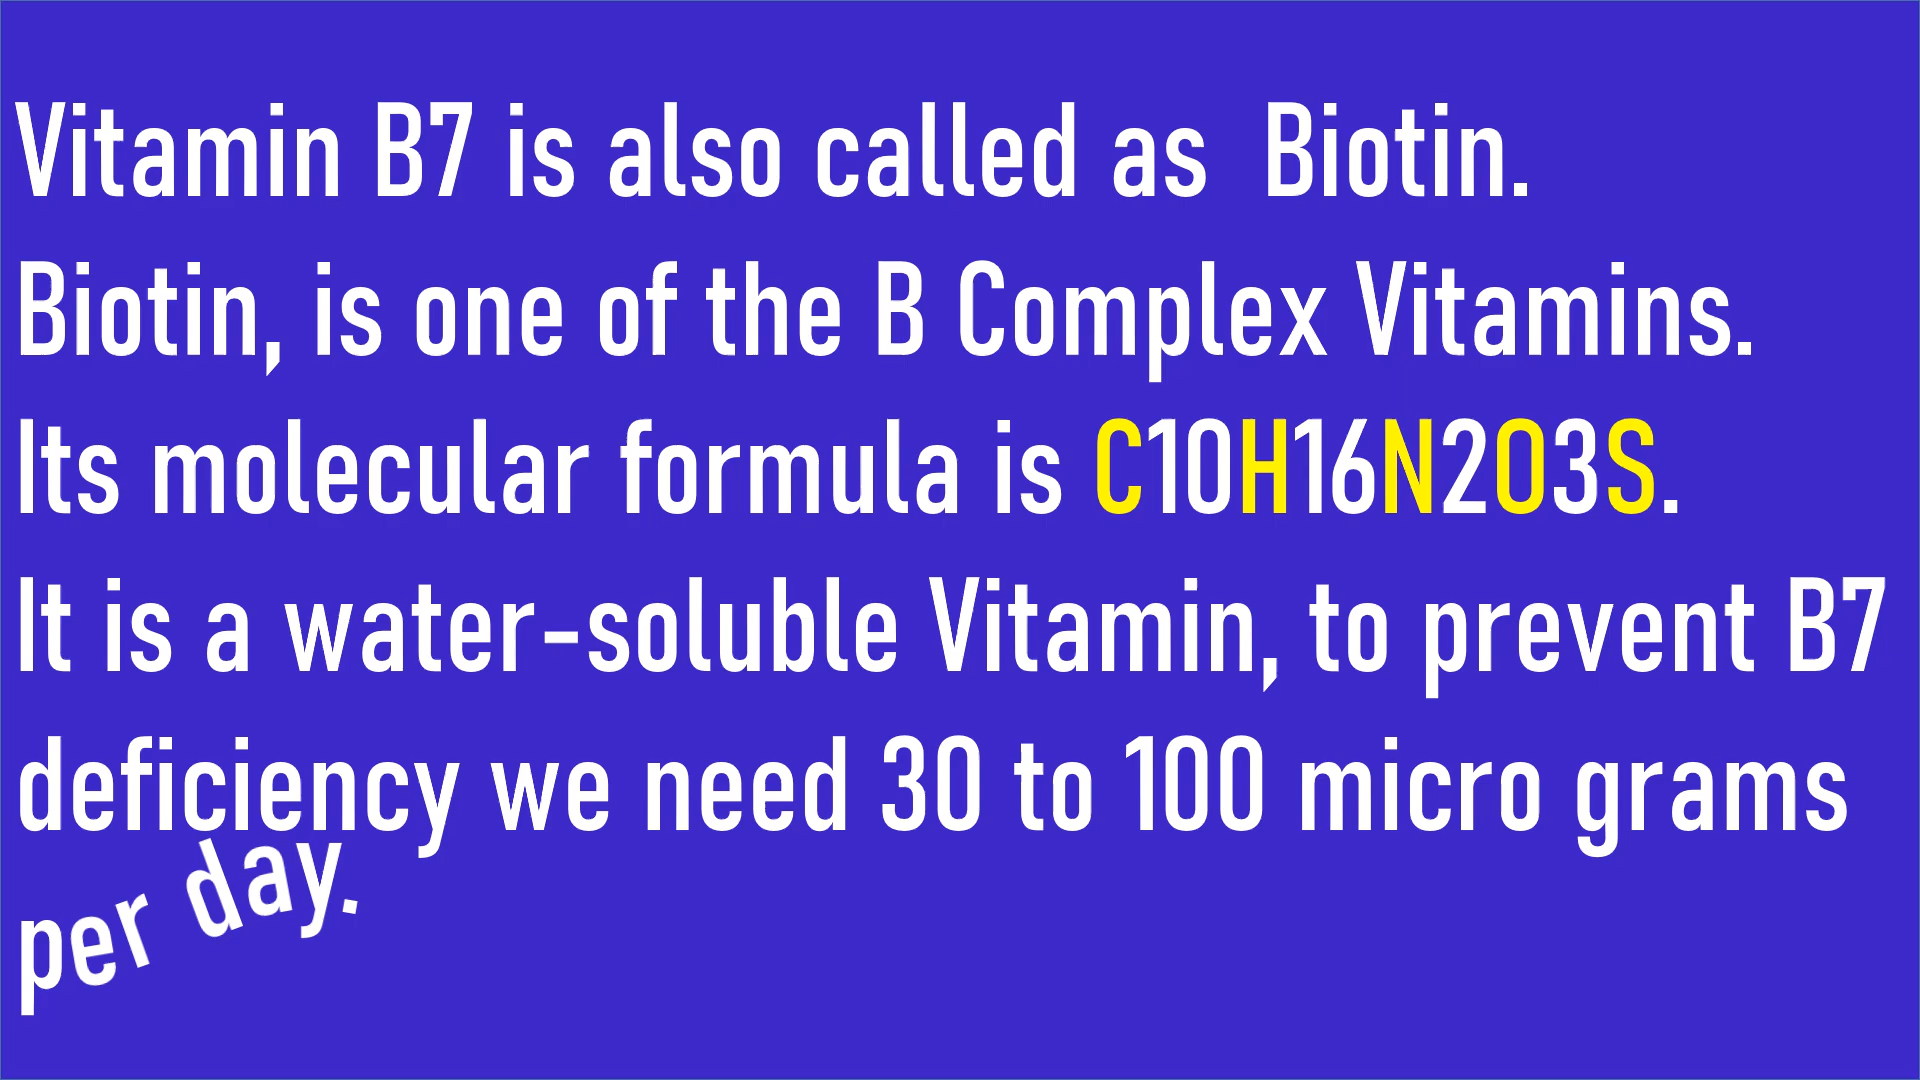 Vitamin B7 is also called as  Biotin.
Biotin, is one of the B Complex Vitamins.
Its molecular formula is C10H16N2O3S.
It is a water-soluble Vitamin, to prevent B7
deficiency we need 30 to 100 micro grams
per day.